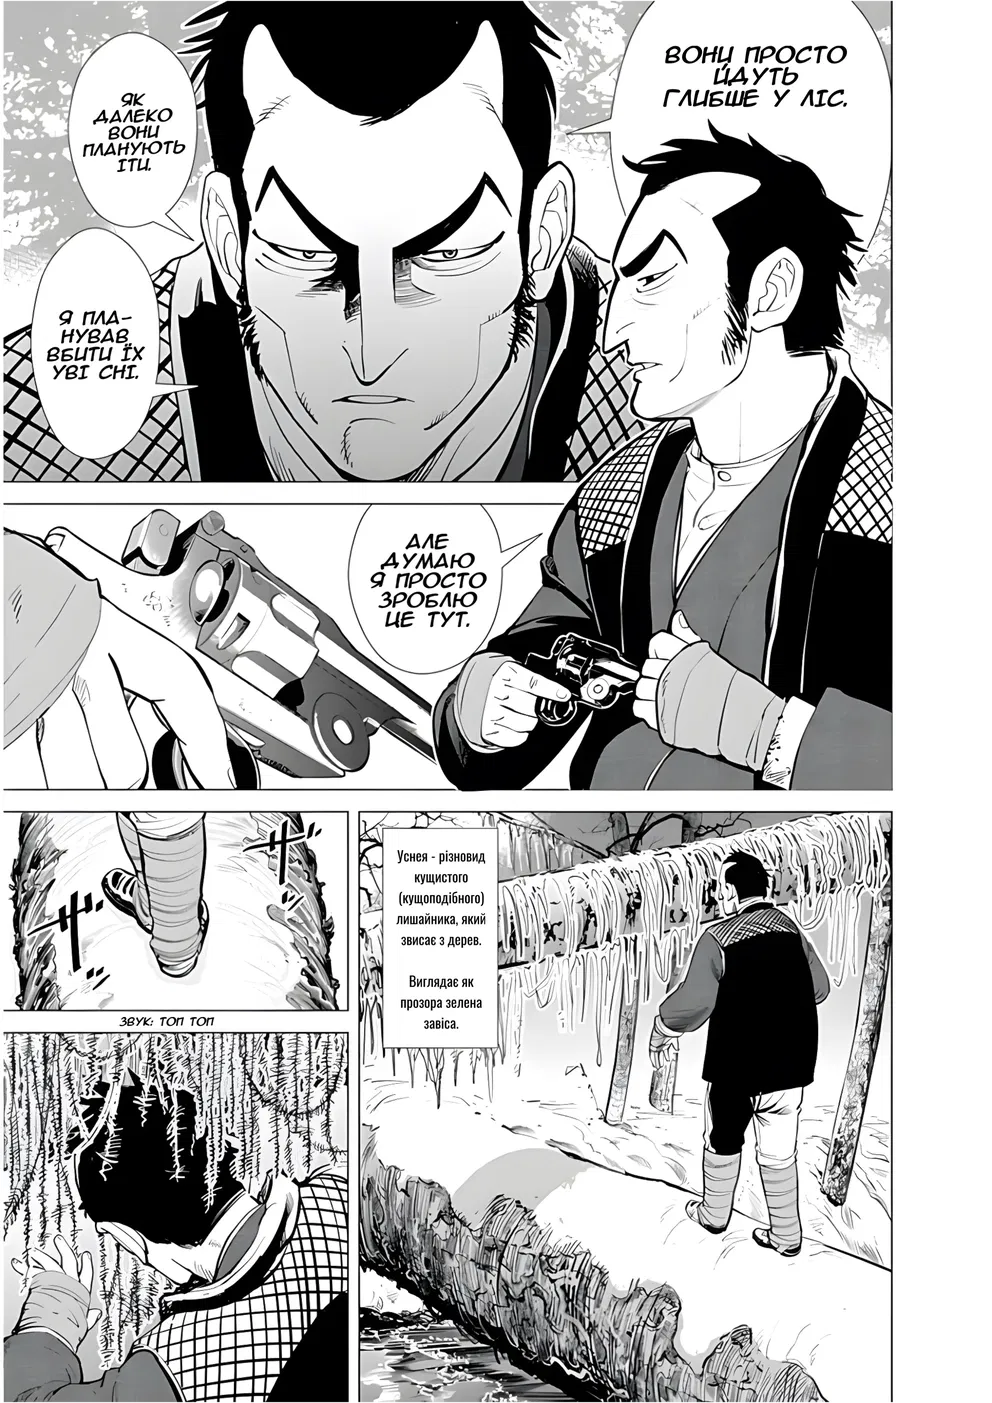 ВОНИ ПРОСТО
ЙДУТЬ
ГЛИБШЕ У ЛІС.
ЯК
ДАЛЕКО
ВОНИ
ПЛАНУЮТЬ
ІТИ.
Я ПЛА-
НУВАВ
ВБИТИ ЇХ
УВІ СНІ.
АЛЕ
ДУМАЮ
Я ПРОСТО
ЗРОБЛЮ
ЦЕ ТУТ.
Уснея - різновид
кущистого
(кущоподібного)
лишайника, який
звисає з дерев.
Виглядає як
прозора зелена
завіса.
ЗВУК: ТОП ТОП